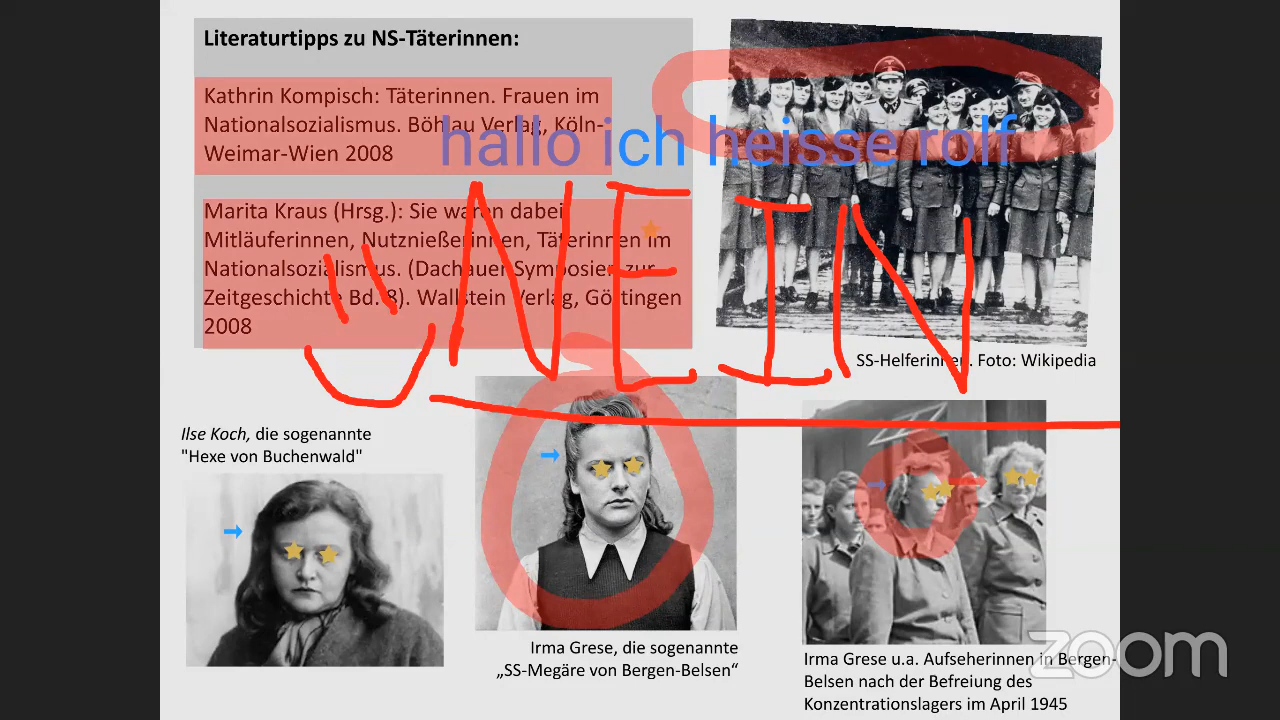 Literaturtipps zu NS-Täterinnen:
Kathrin Kompisch: Täterinnen. Frauen im
Nationalsozialismus. Böhlau Verlag, Köln-
Weimar-Wien 2008
hallo ich heisse rolf
NEIN
Marita Kraus (Hrsg.): Sie waren dabei
Mitläuferinnen, Nutznießerinnen, Täterinnen im
Nationalsozialismus. (Dachauer Symposien zur
Zeitgeschichte Bd. 8). Wallstein Verlag, Göttingen
2008
SS-Helferinnen. Foto: Wikipedia
Ilse Koch, die sogenannte
"Hexe von Buchenwald"
Irma Grese, die sogenannte
„SS-Megäre von Bergen-Belsen“
Irma Grese u.a. Aufseherinnen in Bergen-
Belsen nach der Befreiung des
Konzentrationslagers im April 1945
zoom